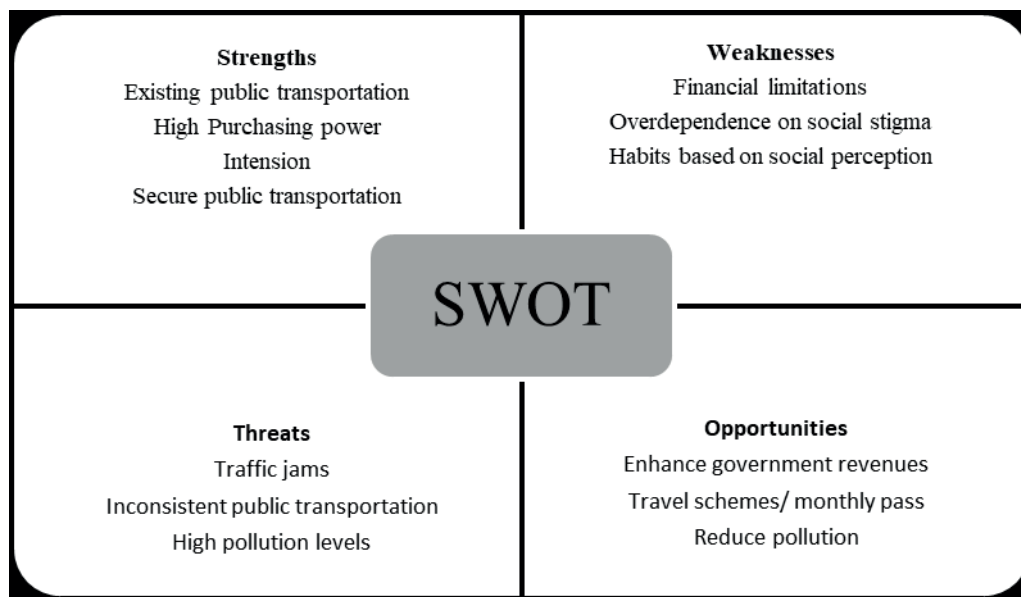 Strengths
Existing public transportation
High Purchasing power
Intension
Secure public transportation
Weaknesses
Financial limitations
Overdependence on social stigma
Habits based on social perception
SWOT
Threats
Traffic jams
Inconsistent public transportation
High pollution levels
Opportunities
Enhance government revenues
Travel schemes/ monthly pass
Reduce pollution